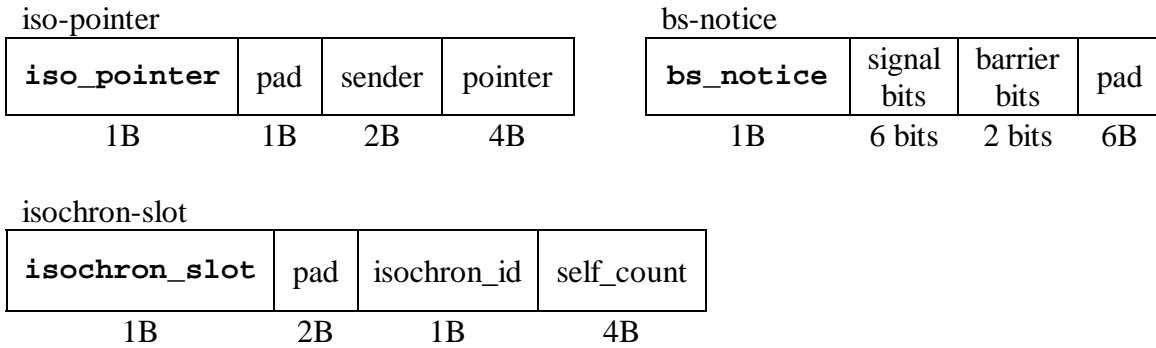 iso-pointer
iso_pointer pad sender pointer
1B 1B 2B 4B
bs-notice
bs_notice signal bits barrier bits pad
1B 6 bits 2 bits 6B
isochron-slot
isochron_slot pad isochron_id self_count
1B 2B 1B 4B